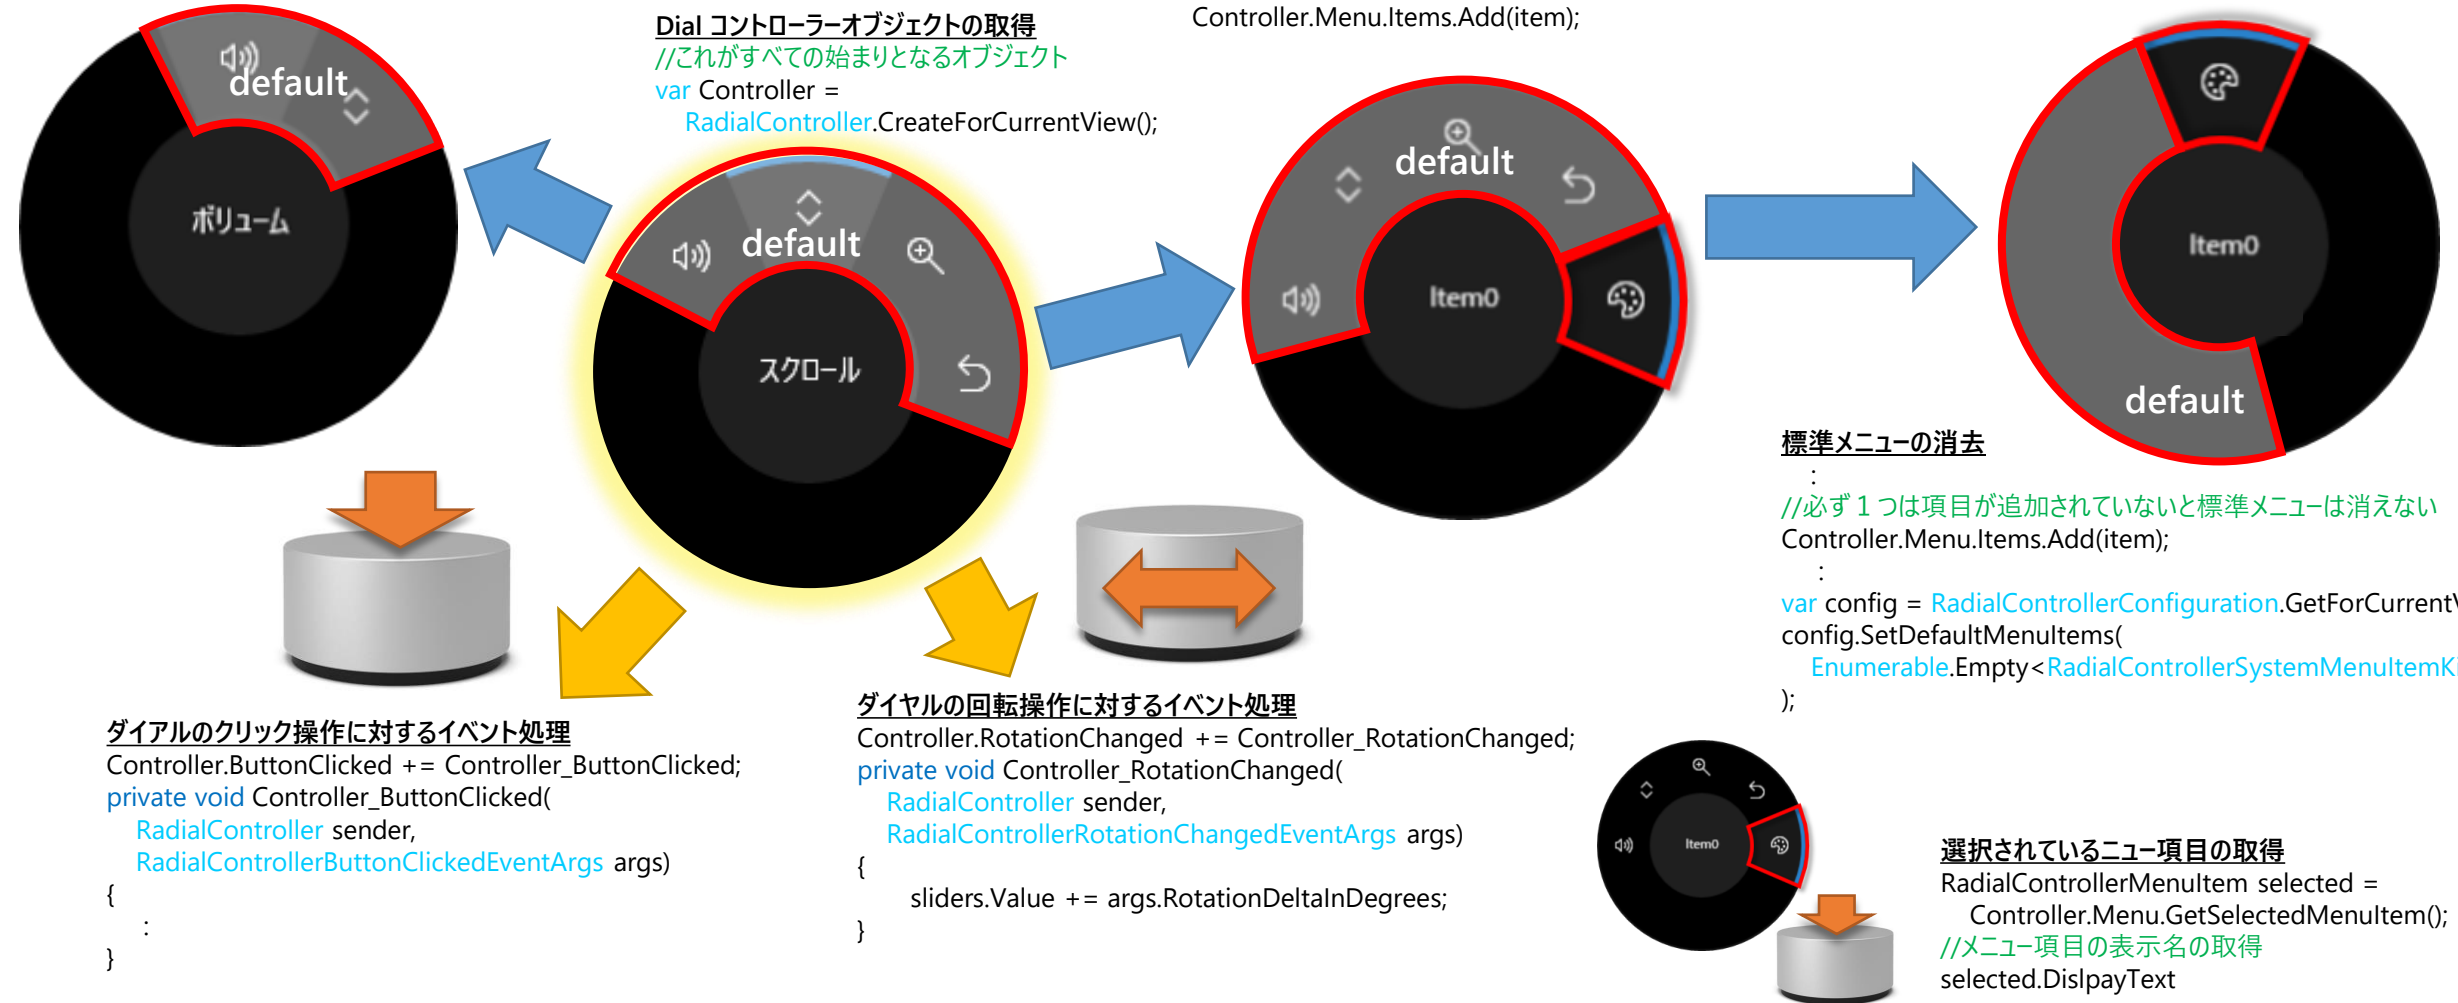 default
ボリューム
Dial コントローラーオブジェクトの取得
//これがすべての始まりとなるオブジェクト
var Controller =
RadialController.CreateForCurrentView();
Controller.Menu.Items.Add(item);
default
スクロール
default
Item0
Item0
default
標準メニューの消去
:
//必ず１つは項目が追加されていないと標準メニューは消えない
Controller.Menu.Items.Add(item);
:
var config = RadialControllerConfiguration.GetForCurrentV
config.SetDefaultMenuItems(
Enumerable.Empty<RadialControllerSystemMenuItemKi
);
ダイアルのクリック操作に対するイベント処理
Controller.ButtonClicked += Controller_ButtonClicked;
private void Controller_ButtonClicked(
RadialController sender,
RadialControllerButtonClickedEventArgs args)
{
:
}
ダイヤルの回転操作に対するイベント処理
Controller.RotationChanged += Controller_RotationChanged;
private void Controller_RotationChanged(
RadialController sender,
RadialControllerRotationChangedEventArgs args)
{
sliders.Value += args.RotationDeltaInDegrees;
}
Item0
選択されているニュー項目の取得
RadialControllerMenuItem selected =
Controller.Menu.GetSelectedMenuItem();
//メニュー項目の表示名の取得
selected.DislpayText